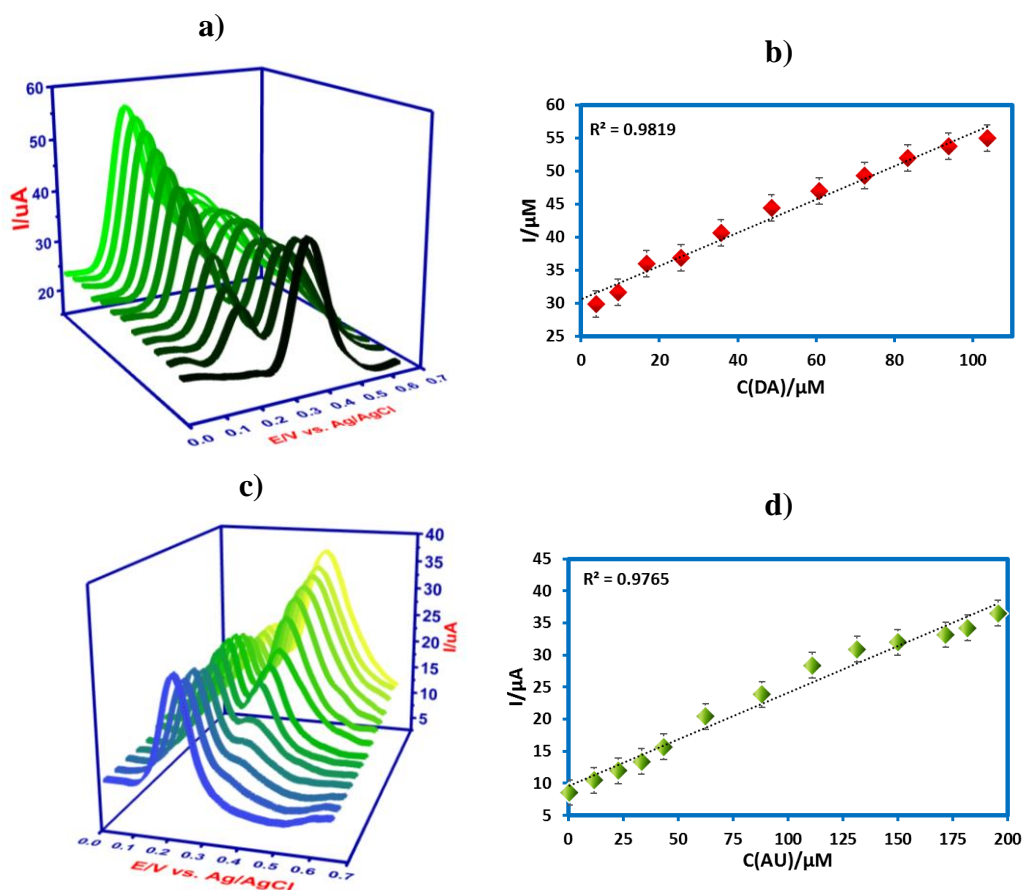 a)
60
50
40
30
20
I/uA
0.0 0.1 0.2 0.3 0.4 0.5 0.6 0.7
E/V vs. Ag/AgCl
b)
60
55
50
45
40
35
30
25
I/µM
R² = 0.9819
0 20 40 60 80 100
C(DA)/µM
c)
40
35
30
25
20
15
10
5
I/uA
0.0 0.1 0.2 0.3 0.4 0.5 0.6 0.7
E/V vs. Ag/AgCl
d)
45
40
35
30
25
20
15
10
5
I/µA
R² = 0.9765
0 25 50 75 100 125 150 175 200
C(AU)/µM